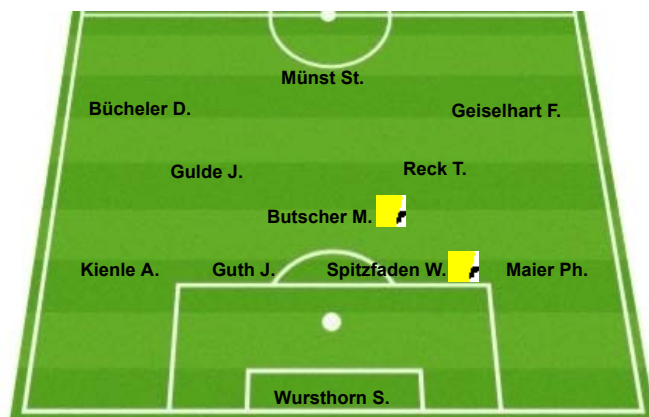 Münst St.
Bücheler D.
Geiselhart F.
Gulde J.
Reck T.
Butscher M.
Kienle A.
Guth J.
Spitzfaden W.
Maier Ph.
Wursthorn S.